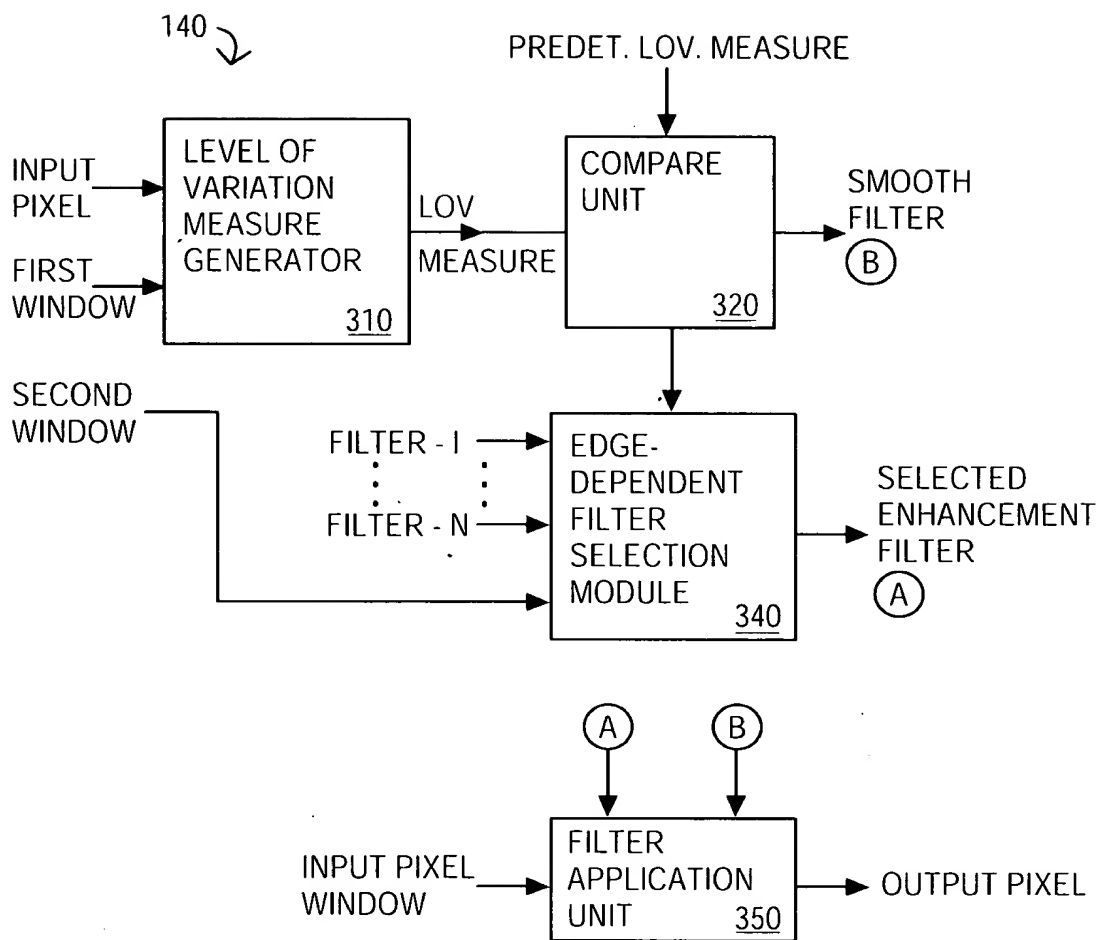 140
PREDET. LOV. MEASURE
INPUT
PIXEL
FIRST
WINDOW
LEVEL OF
VARIATION
MEASURE
GENERATOR
310
LOV
MEASURE
COMPARE
UNIT
320
SMOOTH
FILTER
B
SECOND
WINDOW
FILTER - I
FILTER - N
EDGE-
DEPENDENT
FILTER
SELECTION
MODULE
340
SELECTED
ENHANCEMENT
FILTER
A
A
B
INPUT PIXEL
WINDOW
FILTER
APPLICATION
UNIT
350
OUTPUT PIXEL